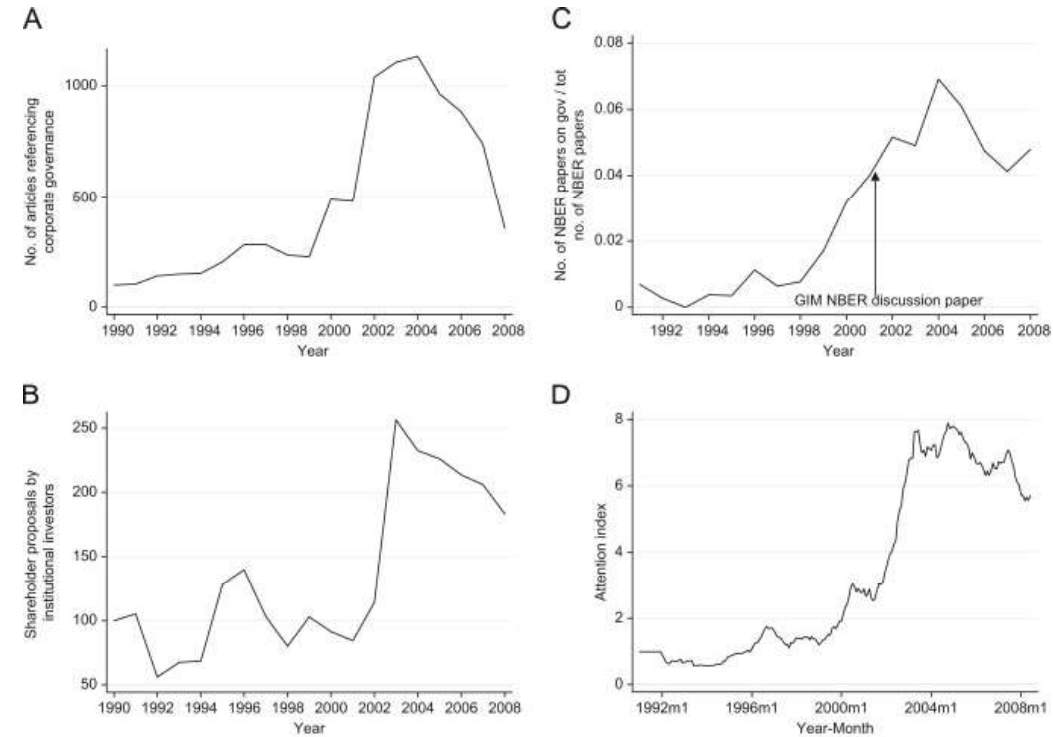 A
No. of articles referencing
corporate governance
1000
500
0
1990 1992 1994 1996 1998 2000 2002 2004 2006 2008
Year
C
No. of NBER papers on gov / tot
no. of NBER papers
0.08
0.06
0.04
0.02
0
GIM NBER discussion paper
1992 1994 1996 1998 2000 2002 2004 2006 2008
Year
B
Shareholder proposals by
institutional investors
250
200
150
100
50
1990 1992 1994 1996 1998 2000 2002 2004 2006 2008
Year
D
Attention index
8
6
4
2
0
1992m1 1996m1 2000m1 2004m1 2008m1
Year-Month